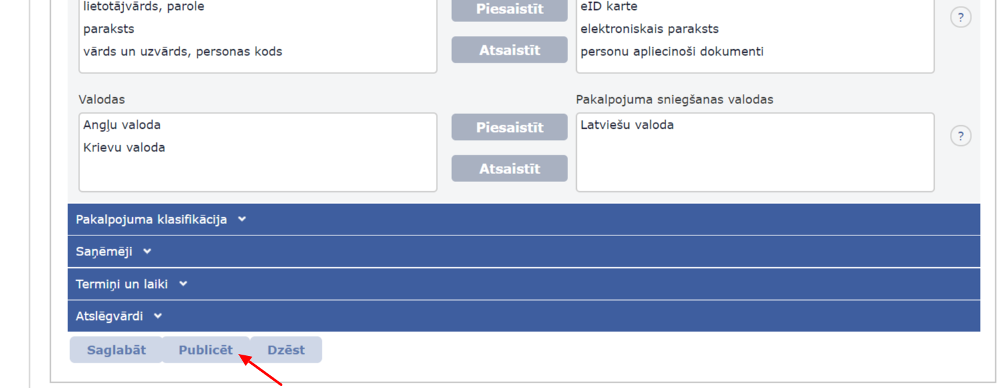 lietotājvārds, parole
paraksts
vārds un uzvārds, personas kods
Piesaistīt
Atsaistīt
eID karte
elektroniskais paraksts
personu apliecinoši dokumenti
?
Valodas
Angļu valoda
Krievu valoda
Piesaistīt
Atsaistīt
Pakalpojuma sniegšanas valodas
Latviešu valoda
?
Pakalpojuma klasifikācija
Saņēmēji
Termiņi un laiki
Atslēgvārdi
Saglabāt Publicēt Dzēst